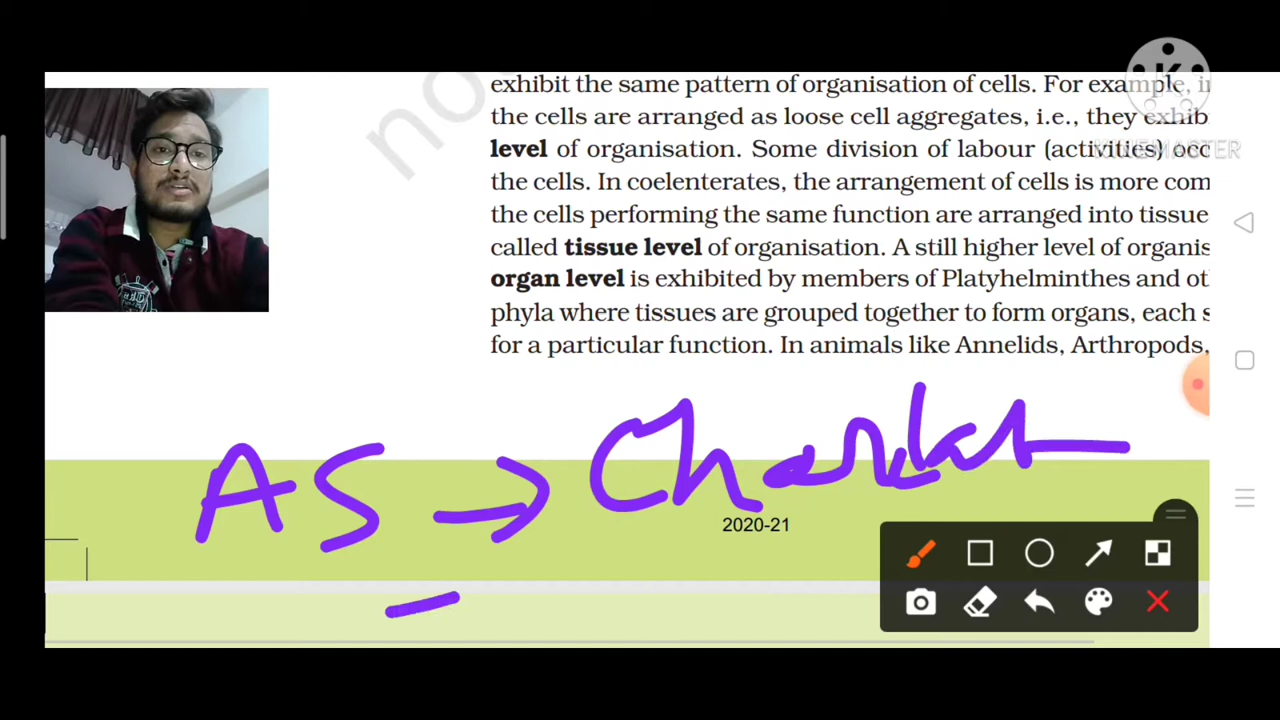 no
exhibit the same pattern of organisation of cells. For example, i
the cells are arranged as loose cell aggregates, i.e., they exhib
level of organisation. Some division of labour (activities) oc
the cells. In coelenterates, the arrangement of cells is more com
the cells performing the same function are arranged into tissue
called tissue level of organisation. A still higher level of organis
organ level is exhibited by members of Platyhelminthes and ot
phyla where tissues are grouped together to form organs, each s
for a particular function. In animals like Annelids, Arthropods,
KINEMASTER
AS →
2020-21